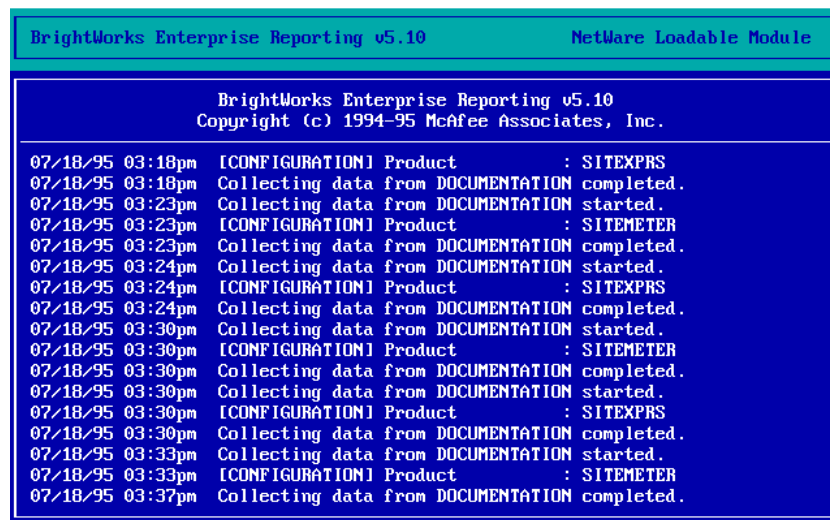 BrightWorks Enterprise Reporting v5.10 NetWare Loadable Module
BrightWorks Enterprise Reporting v5.10
Copyright (c) 1994-95 McAfee Associates, Inc.
07/18/95 03:18pm [CONFIGURATION] Product : SITEXPRS
07/18/95 03:18pm Collecting data from DOCUMENTATION completed.
07/18/95 03:23pm Collecting data from DOCUMENTATION started.
07/18/95 03:23pm [CONFIGURATION] Product : SITEMETER
07/18/95 03:23pm Collecting data from DOCUMENTATION completed.
07/18/95 03:24pm Collecting data from DOCUMENTATION started.
07/18/95 03:24pm [CONFIGURATION] Product : SITEXPRS
07/18/95 03:24pm Collecting data from DOCUMENTATION completed.
07/18/95 03:30pm Collecting data from DOCUMENTATION started.
07/18/95 03:30pm [CONFIGURATION] Product : SITEMETER
07/18/95 03:30pm Collecting data from DOCUMENTATION completed.
07/18/95 03:30pm Collecting data from DOCUMENTATION started.
07/18/95 03:30pm [CONFIGURATION] Product : SITEXPRS
07/18/95 03:30pm Collecting data from DOCUMENTATION completed.
07/18/95 03:33pm Collecting data from DOCUMENTATION started.
07/18/95 03:33pm [CONFIGURATION] Product : SITEMETER
07/18/95 03:37pm Collecting data from DOCUMENTATION completed.